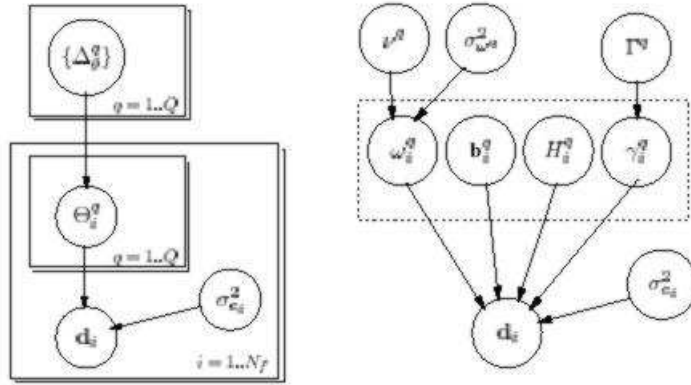 {Δ_θ^q}
q = 1..Q
Θ_i^q
q = 1..Q
σ_{e_i}^2
d_i
i = 1..N_f
ν^q
σ_{ω^q}^2
Γ^q
ω_i^q
b_i^q
H_i^q
γ_i^q
σ_{e_i}^2
d_i